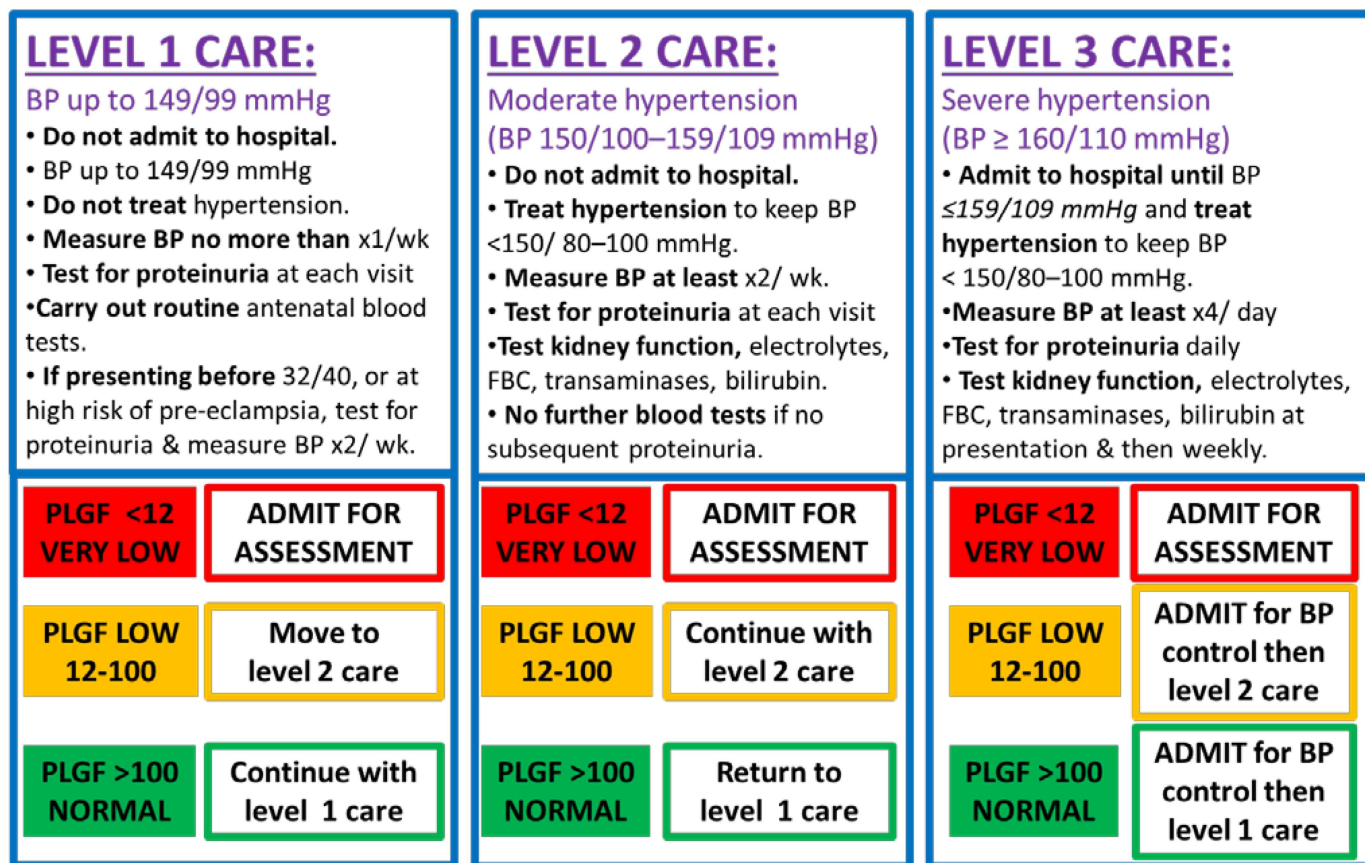 LEVEL 1 CARE:
BP up to 149/99 mmHg
• Do not admit to hospital.
• BP up to 149/99 mmHg
• Do not treat hypertension.
• Measure BP no more than x1/wk
• Test for proteinuria at each visit
•Carry out routine antenatal blood
tests.
• If presenting before 32/40, or at
high risk of pre-eclampsia, test for
proteinuria & measure BP x2/ wk.
PLGF <12
VERY LOW
ADMIT FOR
ASSESSMENT
PLGF LOW
12-100
Move to
level 2 care
PLGF >100
NORMAL
Continue with
level 1 care
LEVEL 2 CARE:
Moderate hypertension
(BP 150/100–159/109 mmHg)
• Do not admit to hospital.
• Treat hypertension to keep BP
<150/ 80–100 mmHg.
• Measure BP at least x2/ wk.
• Test for proteinuria at each visit
•Test kidney function, electrolytes,
FBC, transaminases, bilirubin.
• No further blood tests if no
subsequent proteinuria.
PLGF <12
VERY LOW
ADMIT FOR
ASSESSMENT
PLGF LOW
12-100
Continue with
level 2 care
PLGF >100
NORMAL
Return to
level 1 care
LEVEL 3 CARE:
Severe hypertension
(BP ≥ 160/110 mmHg)
• Admit to hospital until BP
≤159/109 mmHg and treat
hypertension to keep BP
< 150/80–100 mmHg.
•Measure BP at least x4/ day
•Test for proteinuria daily
• Test kidney function, electrolytes,
FBC, transaminases, bilirubin at
presentation & then weekly.
PLGF <12
VERY LOW
ADMIT FOR
ASSESSMENT
PLGF LOW
12-100
ADMIT for BP
control then
level 2 care
PLGF >100
NORMAL
ADMIT for BP
control then
level 1 care